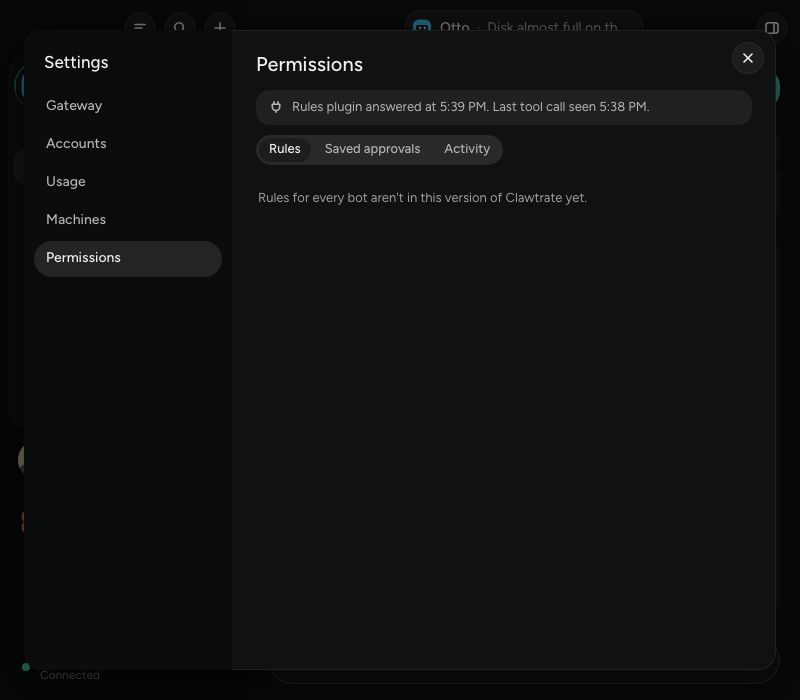 Otto · Disk almost full on th
Settings
Gateway
Accounts
Usage
Machines
Permissions
Permissions
Rules plugin answered at 5:39 PM. Last tool call seen 5:38 PM.
Rules
Saved approvals
Activity
Rules for every bot aren't in this version of Clawtrate yet.
Connected